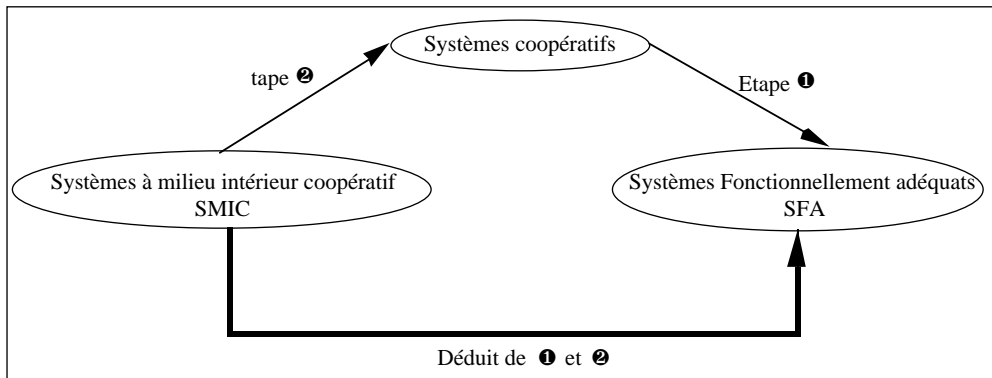 Systèmes coopératifs
tape ❷
Etape ❶
Systèmes à milieu intérieur coopératif
SMIC
Systèmes Fonctionnellement adéquats
SFA
Déduit de ❶ et ❷